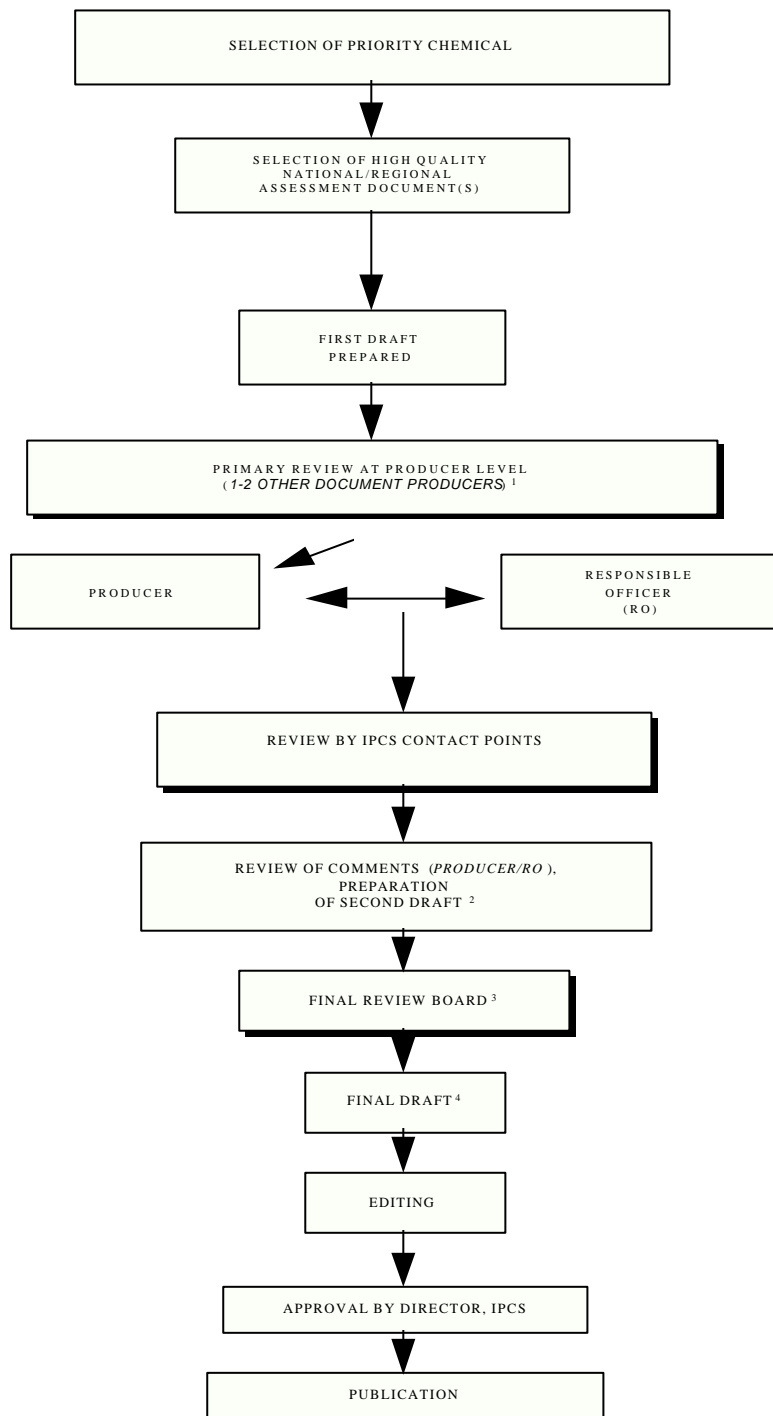 SELECTION OF PRIORITY CHEMICAL
SELECTION OF HIGH QUALITY
NATIONAL/REGIONAL
ASSESSMENT DOCUMENT(S)
FIRST DRAFT
PREPARED
PRIMARY REVIEW AT PRODUCER LEVEL
(1-2 OTHER DOCUMENT PRODUCERS) 1
PRODUCER
RESPONSIBLE
OFFICER
(RO)
REVIEW BY IPCS CONTACT POINTS
REVIEW OF COMMENTS (PRODUCER/RO),
PREPARATION
OF SECOND DRAFT 2
FINAL REVIEW BOARD 3
FINAL DRAFT 4
EDITING
APPROVAL BY DIRECTOR, IPCS
PUBLICATION